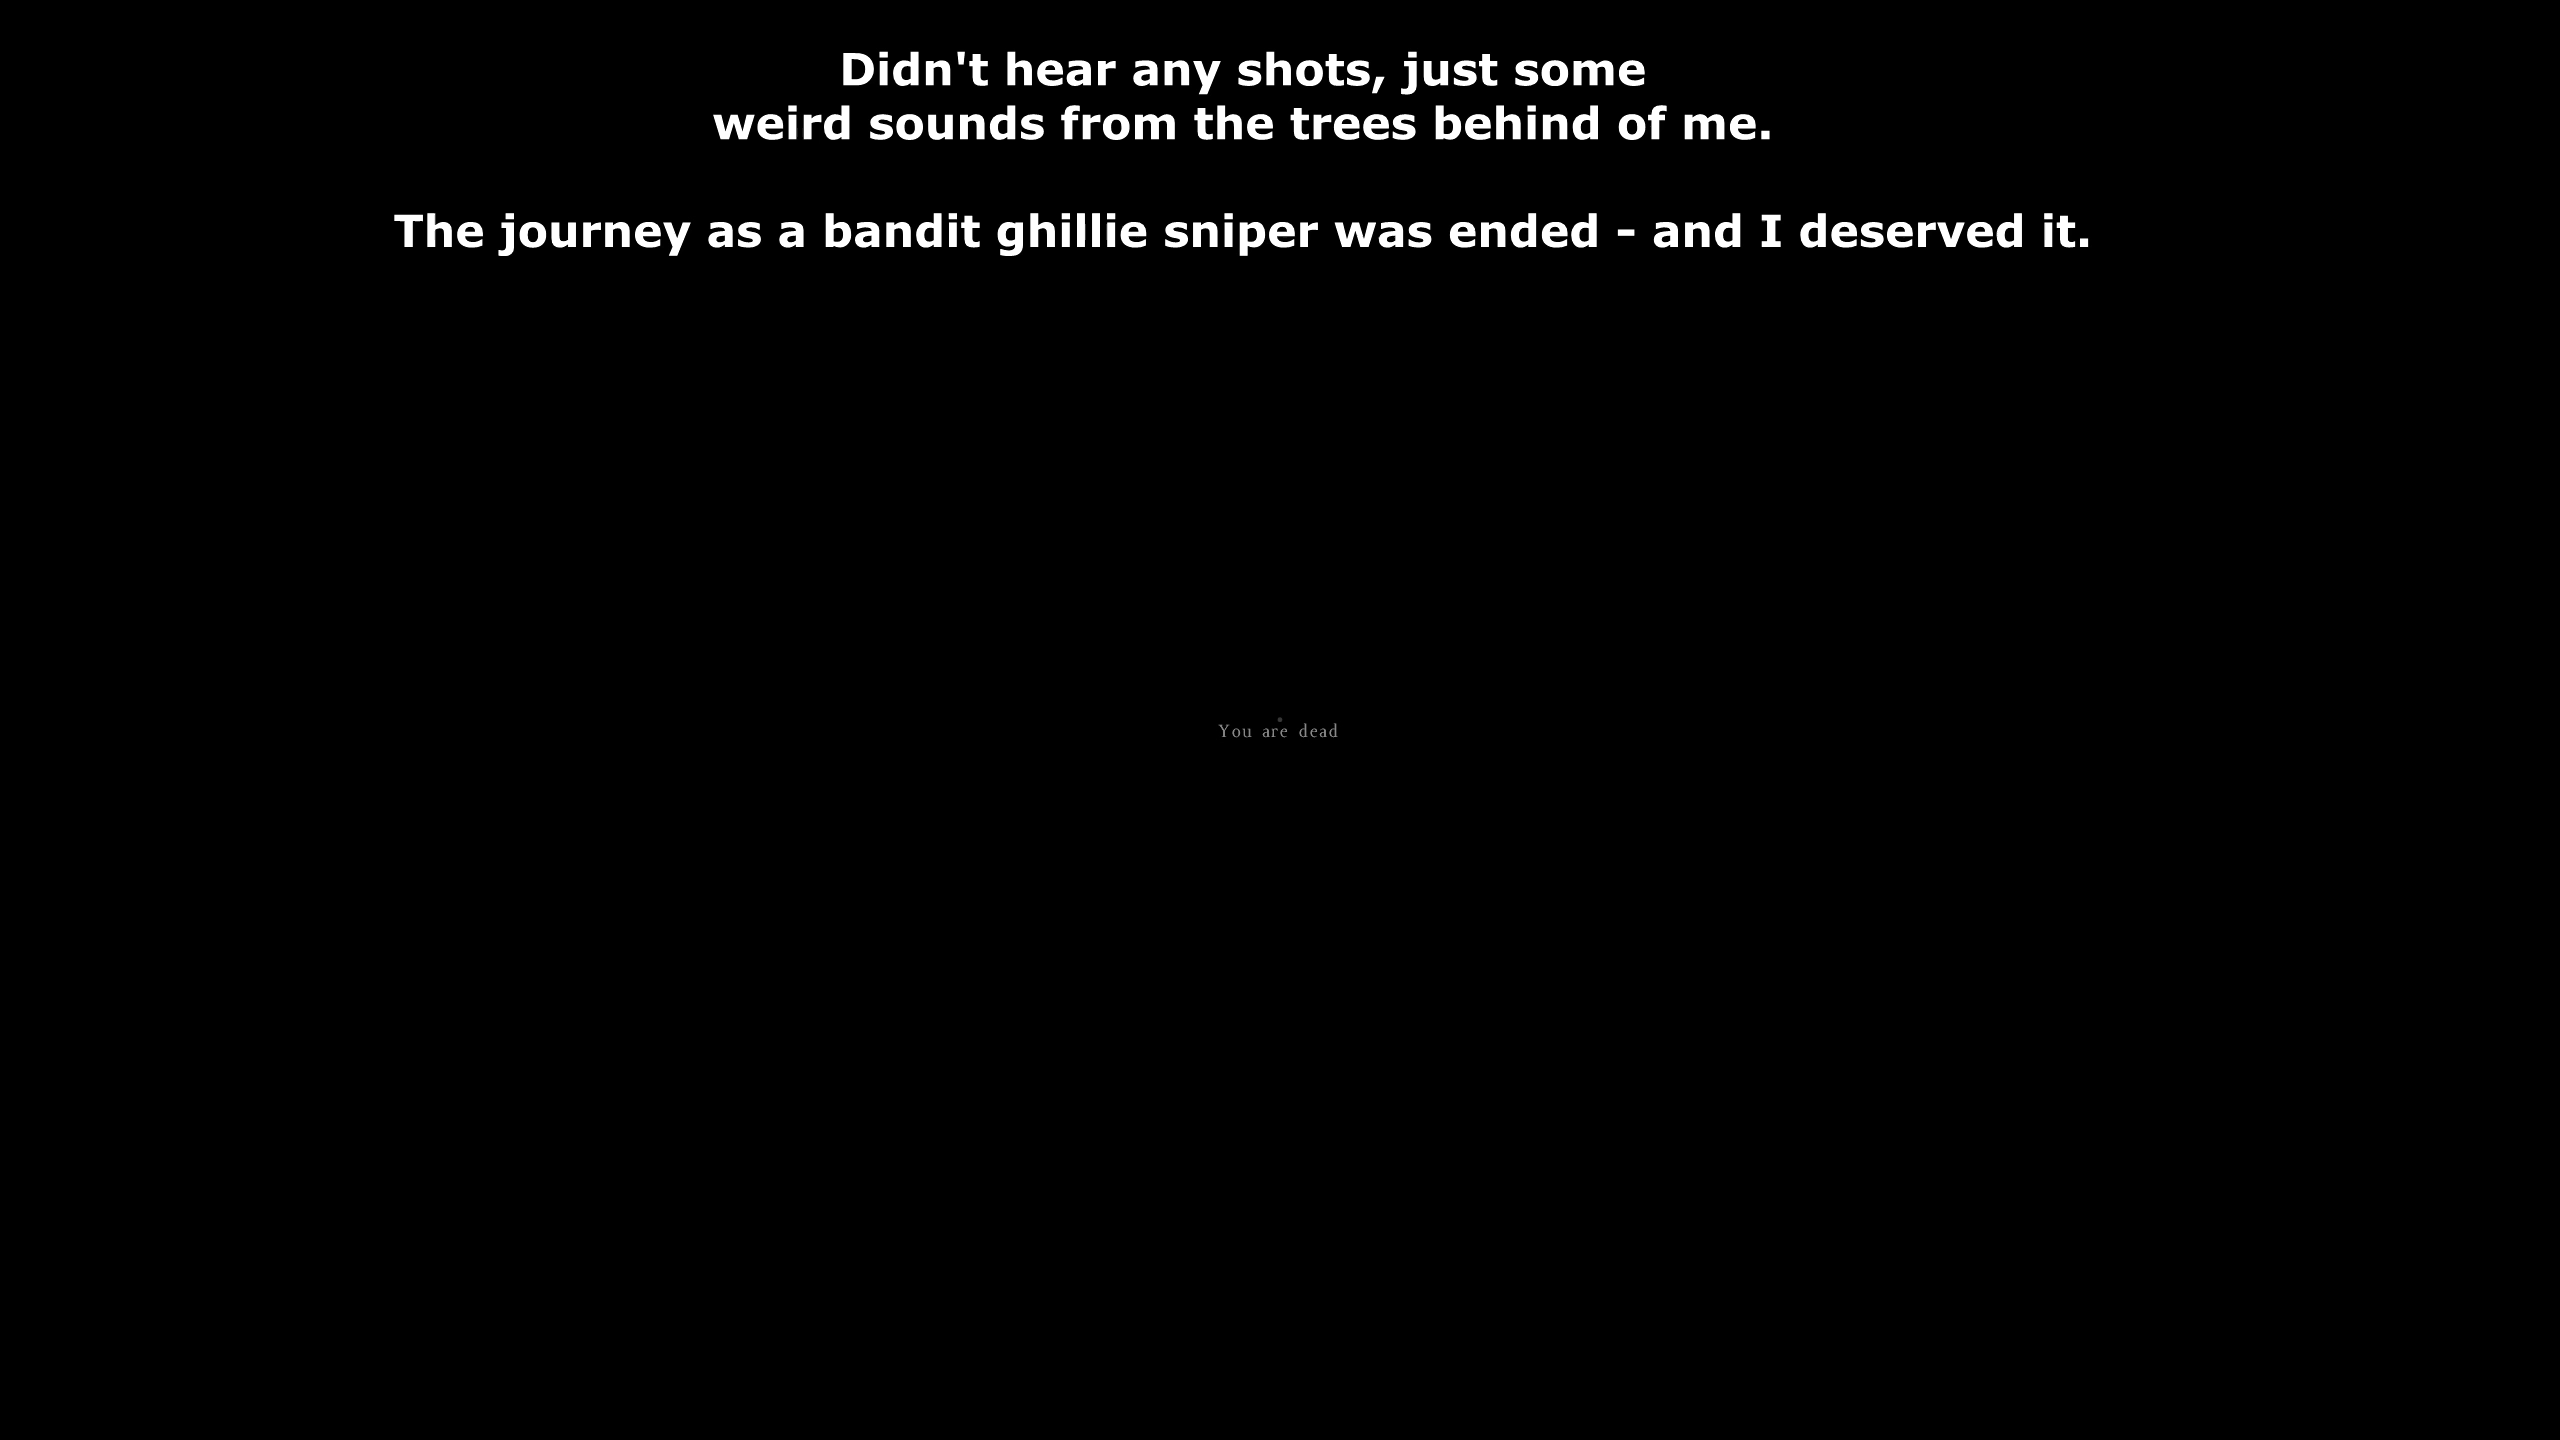 Didn't hear any shots, just some
weird sounds from the trees behind of me.
The journey as a bandit ghillie sniper was ended - and I deserved it.
You are dead